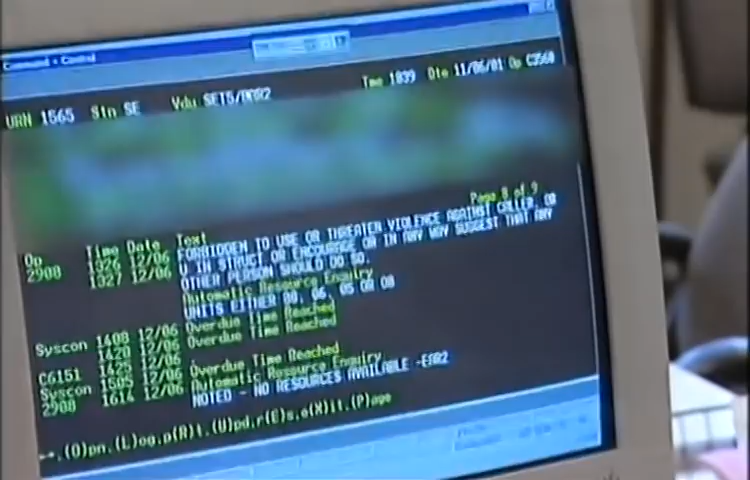 Command + Control
URN 1565 Stn SE Vdu SET5/ Tme 1839 Dte 11/06/01 Op C3560
Page 8 of 9
Op Time Date Text
2908 1326 12/06 FORBIDDEN TO USE OR THREATEN VIOLENCE AGAINST CALLER, OR
1327 12/06 U IN STRUCT OR ENCOURAGE OR IN ANY WAY SUGGEST THAT ANY
OTHER PERSON SHOULD DO SO.
Automatic Resource Enquiry
UNITS EITHER 00, 06, 05 OR 08
Syscon 1408 12/06 Overdue Time Reached
1420 12/06 Overdue Time Reached
C6151 1425 12/06
Syscon 1505 12/06 Overdue Time Reached
2908 1614 12/06 Automatic Resource Enquiry
NOTED - NO RESOURCES AVAILABLE -EAR2
(O)pn,(L)og,p(R)t,(U)pd,r(E)s,e(X)it,(P)age